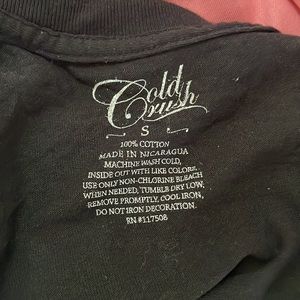 Cold
Crush
S
100% COTTON
MADE IN NICARAGUA
MACHINE WASH COLD,
INSIDE OUT WITH LIKE COLORS,
USE ONLY NON-CHLORINE BLEACH
WHEN NEEDED, TUMBLE DRY LOW,
REMOVE PROMPTLY, COOL IRON,
DO NOT IRON DECORATION.
RN #117508